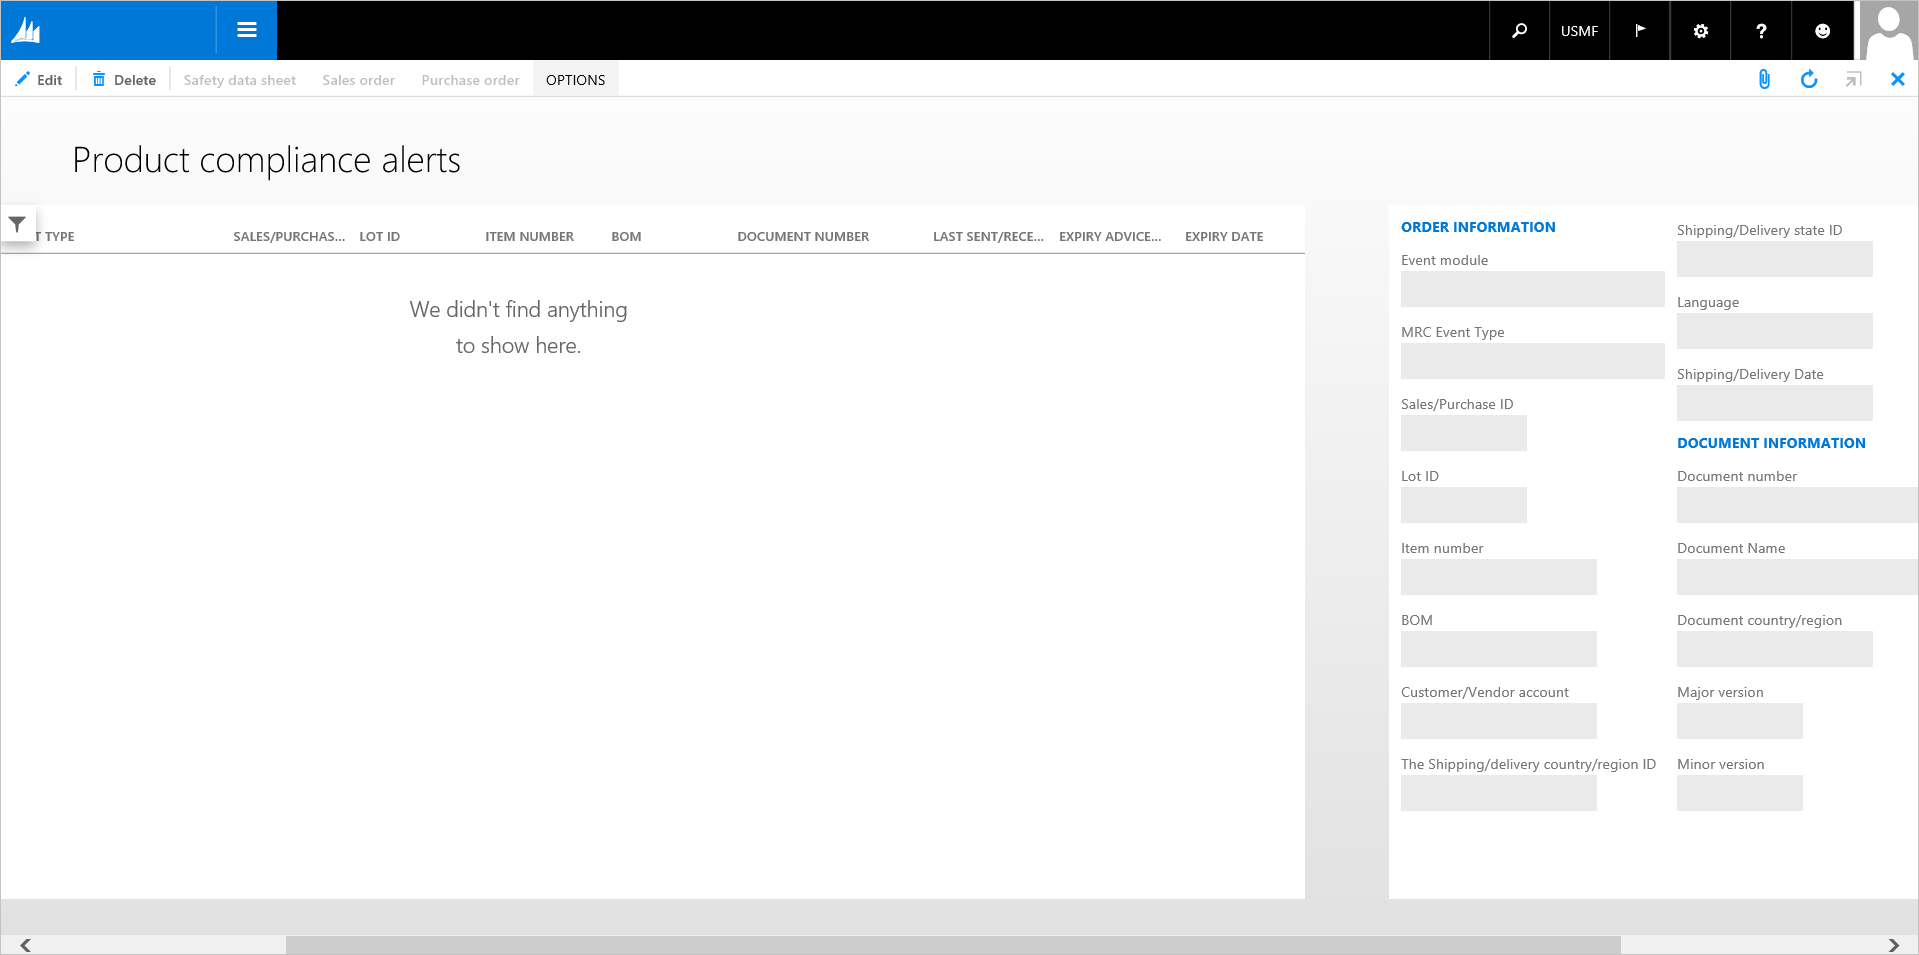 USMF
?
Edit
Delete
Safety data sheet
Sales order
Purchase order
OPTIONS
Product compliance alerts
T TYPE
SALES/PURCHAS...
LOT ID
ITEM NUMBER
BOM
DOCUMENT NUMBER
LAST SENT/RECE...
EXPIRY ADVICE...
EXPIRY DATE
We didn't find anything
to show here.
ORDER INFORMATION
Event module
MRC Event Type
Sales/Purchase ID
Lot ID
Item number
BOM
Customer/Vendor account
The Shipping/delivery country/region ID
Shipping/Delivery state ID
Language
Shipping/Delivery Date
DOCUMENT INFORMATION
Document number
Document Name
Document country/region
Major version
Minor version